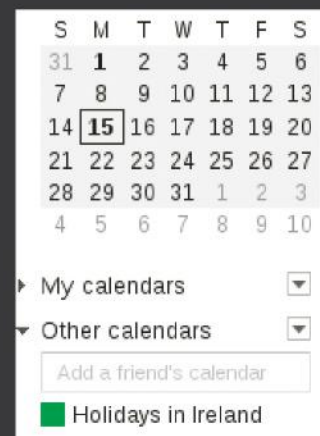 S M T W T F S
31 1 2 3 4 5 6
7 8 9 10 11 12 13
14 15 16 17 18 19 20
21 22 23 24 25 26 27
28 29 30 31 1 2 3
4 5 6 7 8 9 10
My calendars
Other calendars
Add a friend's calendar
Holidays in Ireland